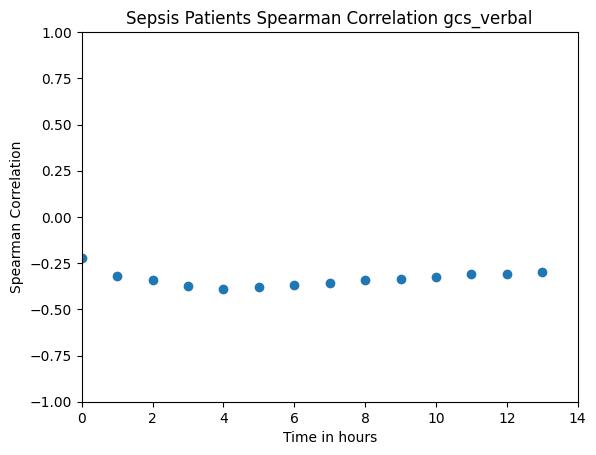 Sepsis Patients Spearman Correlation gcs_verbal
1.00
0.75
0.50
0.25
0.00
−0.25
−0.50
−0.75
−1.00
Spearman Correlation
0 2 4 6 8 10 12 14
Time in hours